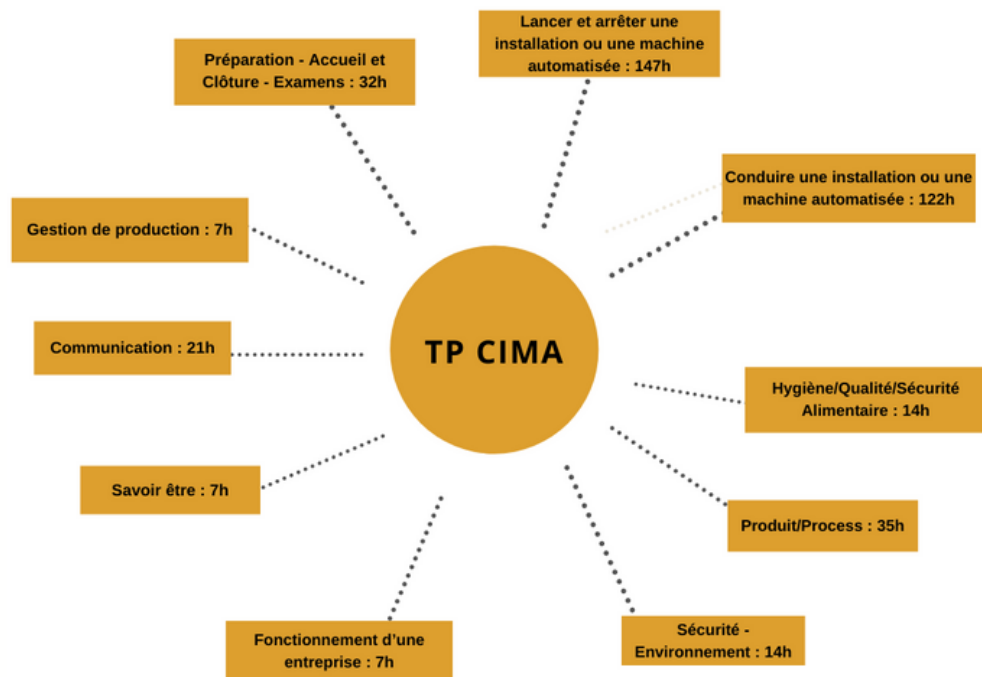 Lancer et arrêter une
installation ou une machine
automatisée : 147h
Préparation - Accueil et
Clôture - Examens : 32h
Conduire une installation ou une
machine automatisée : 122h
Gestion de production : 7h
Communication : 21h
TP CIMA
Hygiène/Qualité/Sécurité
Alimentaire : 14h
Savoir être : 7h
Produit/Process : 35h
Fonctionnement d’une
entreprise : 7h
Sécurité -
Environnement : 14h